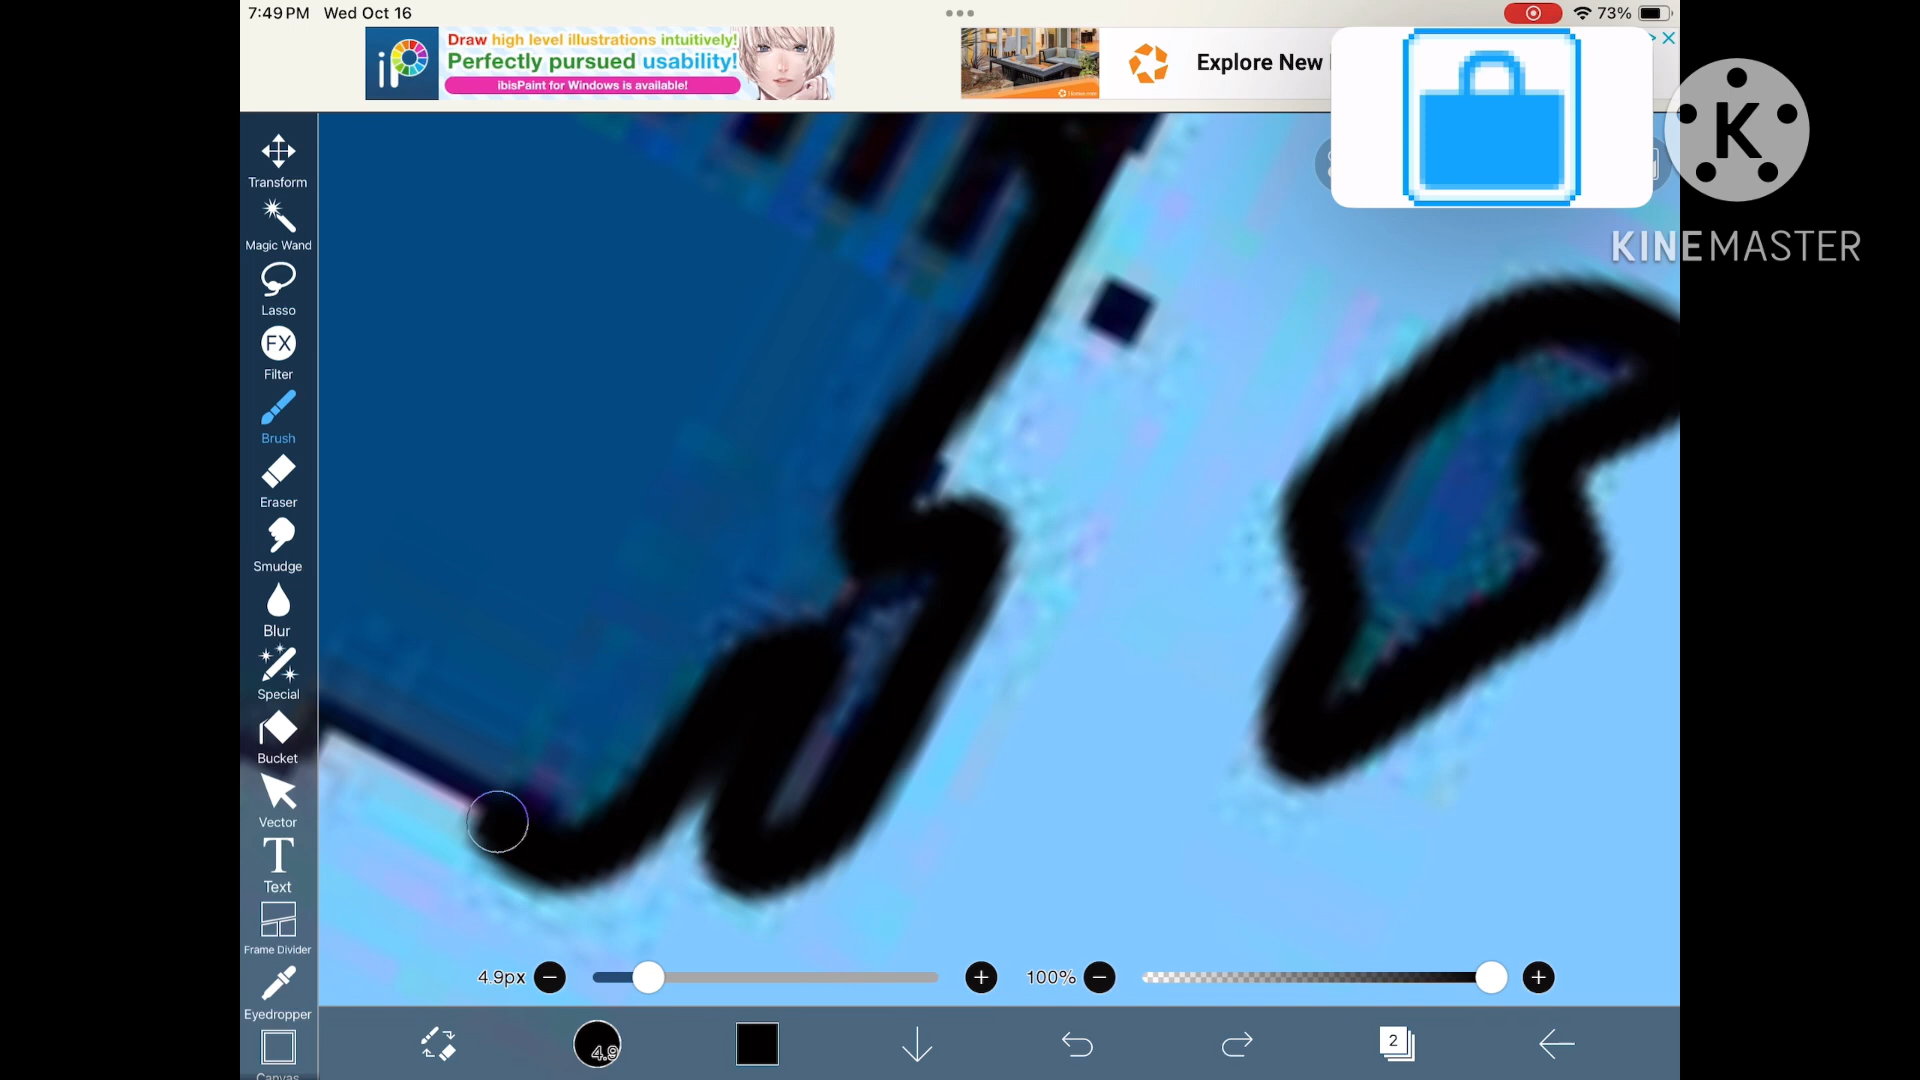 7:49 PM Wed Oct 16
73%
iP
Draw high level illustrations intuitively!
Perfectly pursued usability!
ibisPaint for Windows is available!
Explore New
K
KINEMASTER
Transform
Magic Wand
Lasso
FX
Filter
Brush
Eraser
Smudge
Blur
Special
Bucket
Vector
T
Text
Frame Divider
Eyedropper
Canvas
4.9px
100%
4.9
2